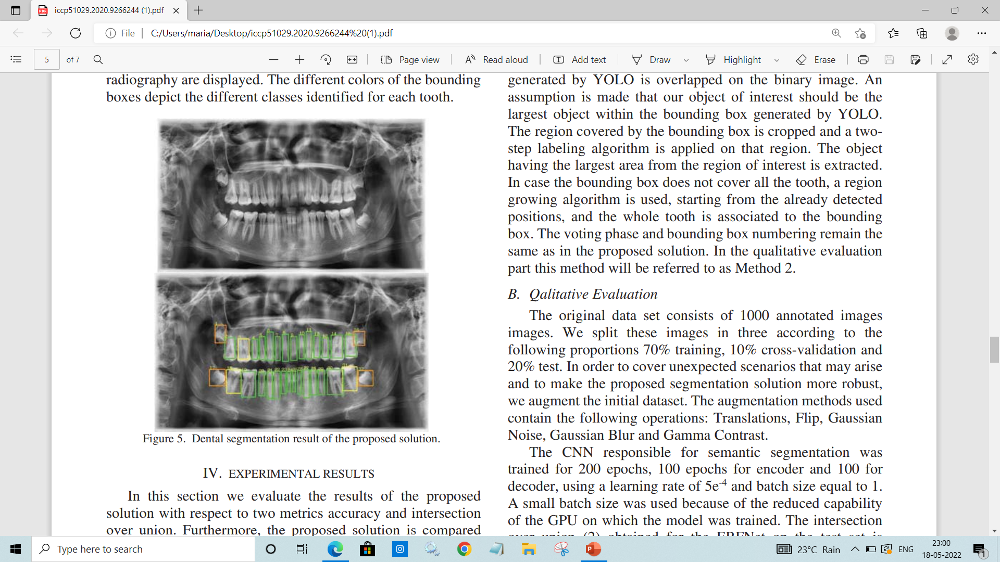 iccp51029.2020.9266244 (1).pdf
File
C:/Users/maria/Desktop/iccp51029.2020.9266244%20(1).pdf
5 of 7
Page view
Read aloud
Add text
Draw
Highlight
Erase
radiography are displayed. The different colors of the bounding
boxes depict the different classes identified for each tooth.
Figure 5. Dental segmentation result of the proposed solution.
IV. EXPERIMENTAL RESULTS
In this section we evaluate the results of the proposed
solution with respect to two metrics accuracy and intersection
over union. Furthermore, the proposed solution is compared
generated by YOLO is overlapped on the binary image. An
assumption is made that our object of interest should be the
largest object within the bounding box generated by YOLO.
The region covered by the bounding box is cropped and a two-
step labeling algorithm is applied on that region. The object
having the largest area from the region of interest is extracted.
In case the bounding box does not cover all the tooth, a region
growing algorithm is used, starting from the already detected
positions, and the whole tooth is associated to the bounding
box. The voting phase and bounding box numbering remain the
same as in the proposed solution. In the qualitative evaluation
part this method will be referred to as Method 2.
B. Qalitative Evaluation
The original data set consists of 1000 annotated images
images. We split these images in three according to the
following proportions 70% training, 10% cross-validation and
20% test. In order to cover unexpected scenarios that may arise
and to make the proposed segmentation solution more robust,
we augment the initial dataset. The augmentation methods used
contain the following operations: Translations, Flip, Gaussian
Noise, Gaussian Blur and Gamma Contrast.
The CNN responsible for semantic segmentation was
trained for 200 epochs, 100 epochs for encoder and 100 for
decoder, using a learning rate of 5e-4 and batch size equal to 1.
A small batch size was used because of the reduced capability
of the GPU on which the model was trained. The intersection
Type here to search
23°C Rain
ENG
23:00
18-05-2022
1